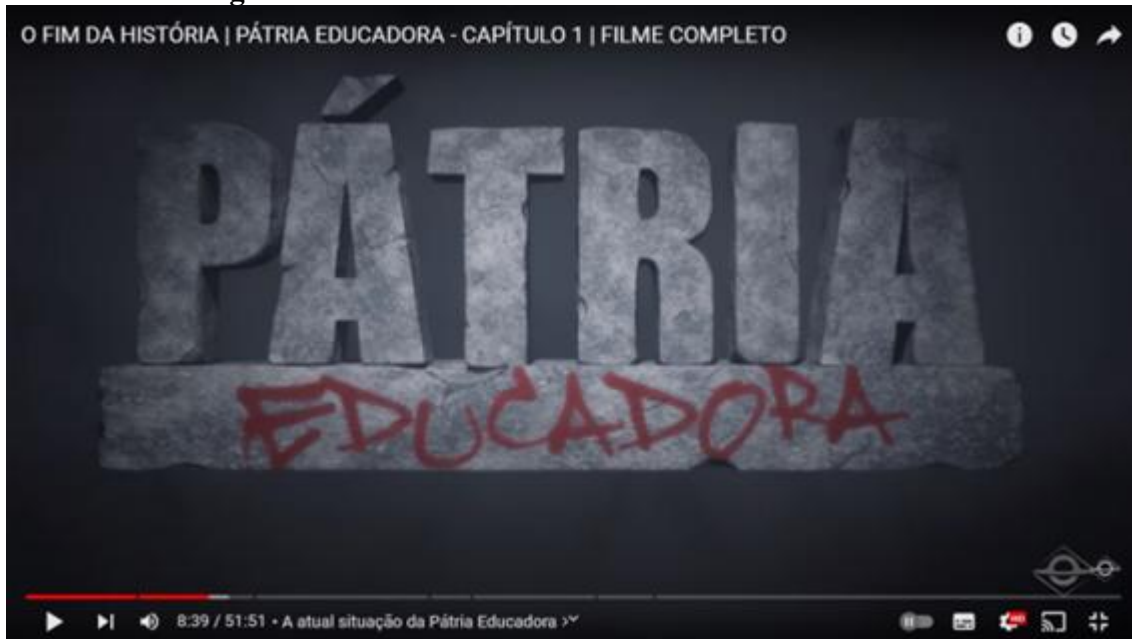 O FIM DA HISTÓRIA | PÁTRIA EDUCADORA - CAPÍTULO 1 | FILME COMPLETO
PÁTRIA
EDUCADORA
8:39 / 51:51 • A atual situação da Pátria Educadora >